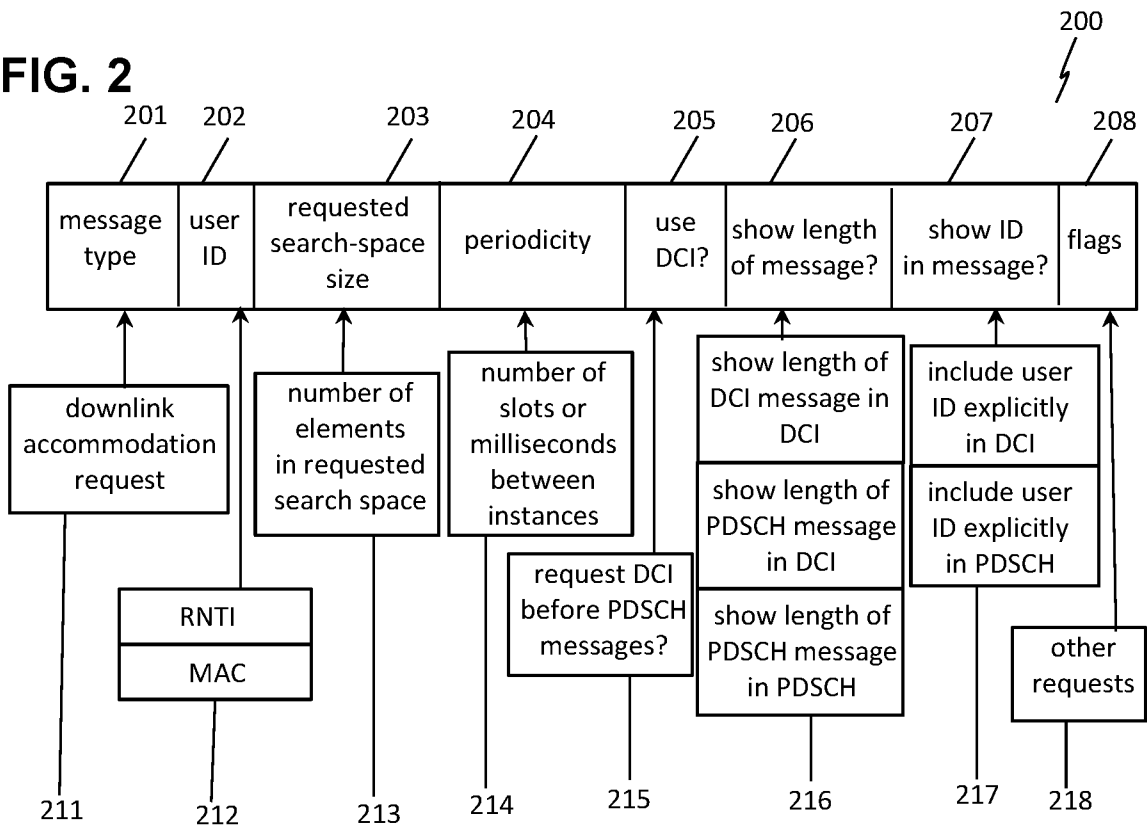 200
FIG. 2
201
202
203
204
205
206
207
208
message
type
user
ID
requested
search-space
size
periodicity
use
DCI?
show length
of message?
show ID
in message?
flags
downlink
accommodation
request
RNTI
MAC
number of
elements
in requested
search space
number of
slots or
milliseconds
between
instances
request DCI
before PDSCH
messages?
show length of
DCI message in
DCI
show length of
PDSCH message
in DCI
show length of
PDSCH message
in PDSCH
include user
ID explicitly
in DCI
include user
ID explicitly
in PDSCH
other
requests
211
212
213
214
215
216
217
218